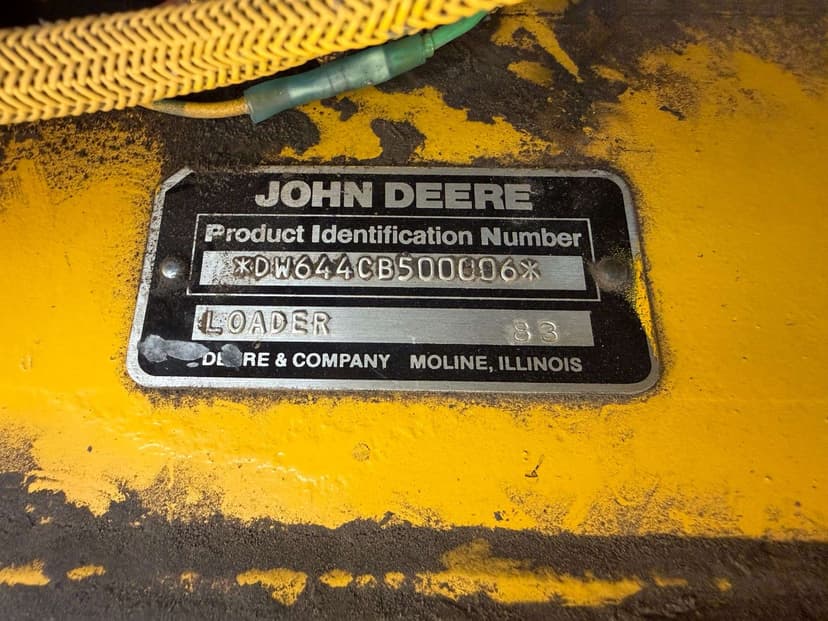 JOHN DEERE
Product Identification Number
*DW644CB500006*
LOADER 83
DEERE & COMPANY MOLINE, ILLINOIS